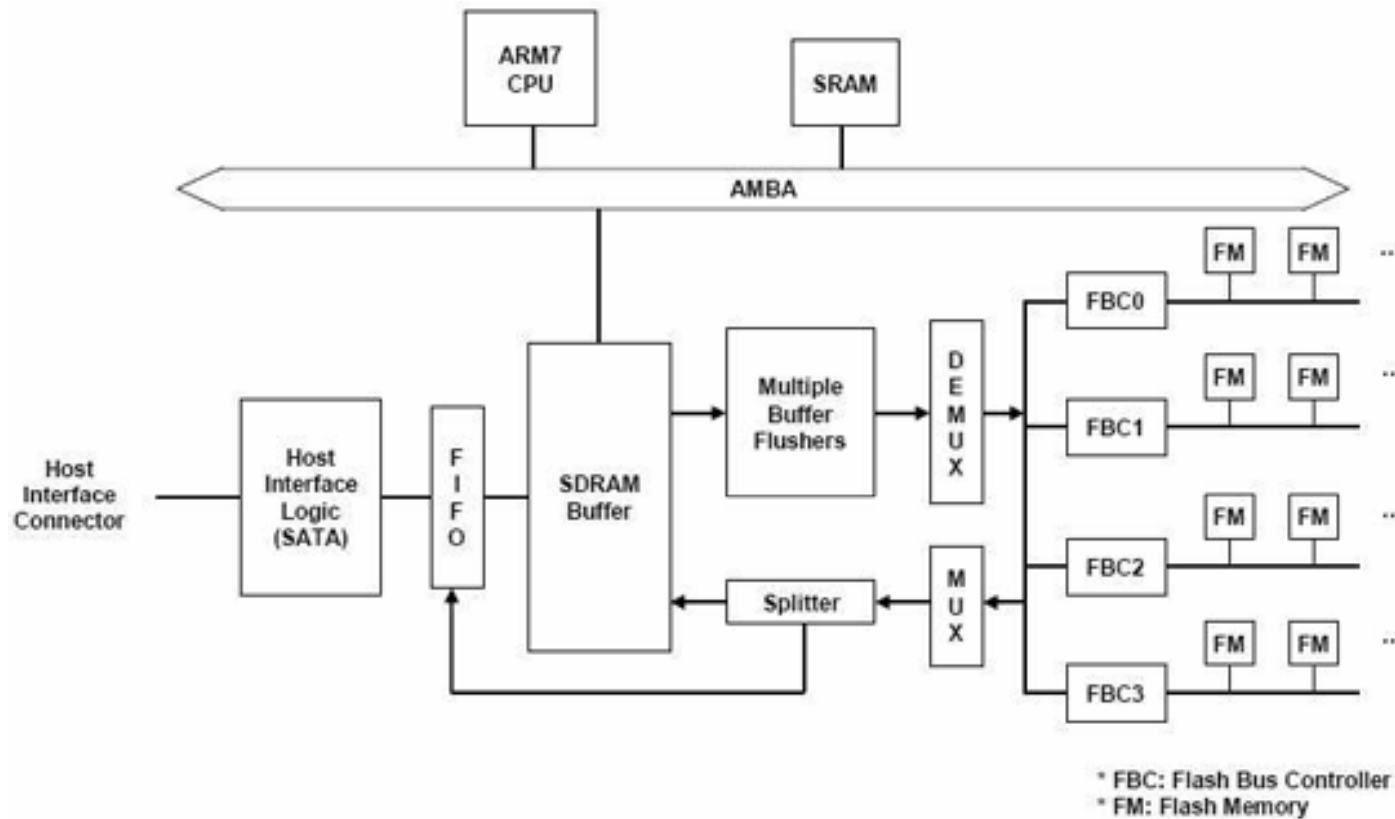 ARM7
CPU
SRAM
AMBA
FM
FM
...
FBC0
FM
FM
...
FBC1
FM
FM
...
FBC2
FM
FM
...
FBC3
Host
Interface
Connector
Host
Interface
Logic
(SATA)
F
I
F
O
SDRAM
Buffer
Multiple
Buffer
Flushers
D
E
M
U
X
Splitter
M
U
X
* FBC: Flash Bus Controller
* FM: Flash Memory